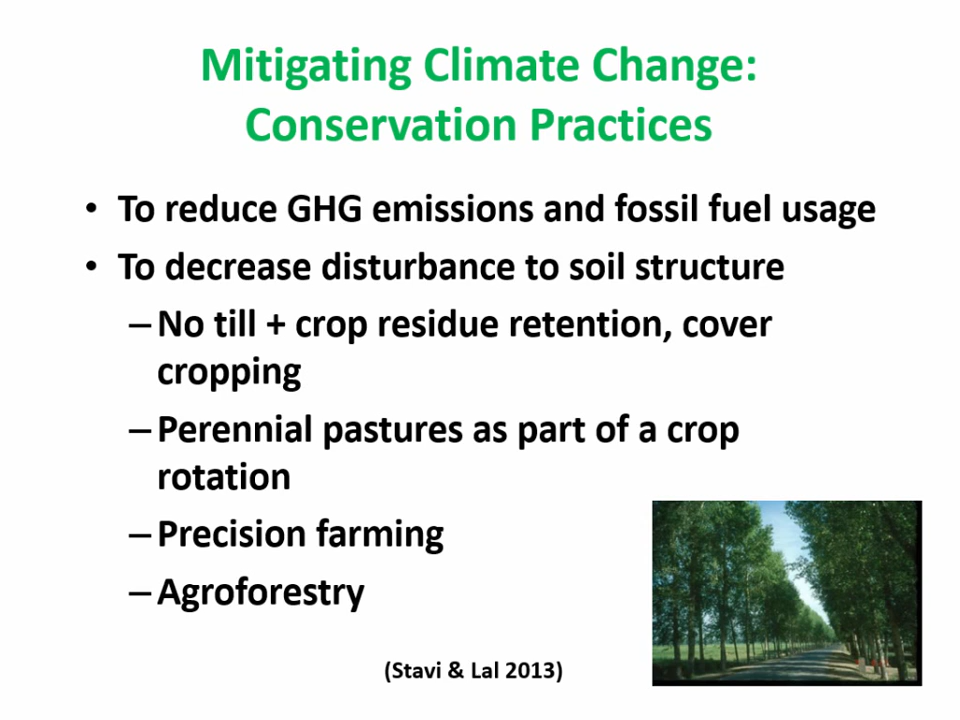 Mitigating Climate Change:
Conservation Practices
• To reduce GHG emissions and fossil fuel usage
• To decrease disturbance to soil structure
–No till + crop residue retention, cover
cropping
–Perennial pastures as part of a crop
rotation
–Precision farming
–Agroforestry
(Stavi & Lal 2013)